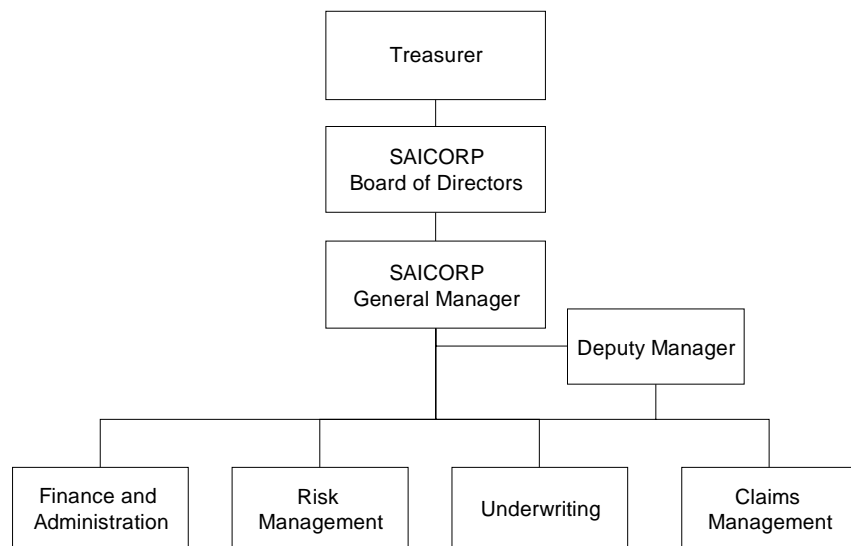 Treasurer
SAICORP
Board of Directors
SAICORP
General Manager
Deputy Manager
Finance and
Administration
Risk
Management
Underwriting
Claims
Management